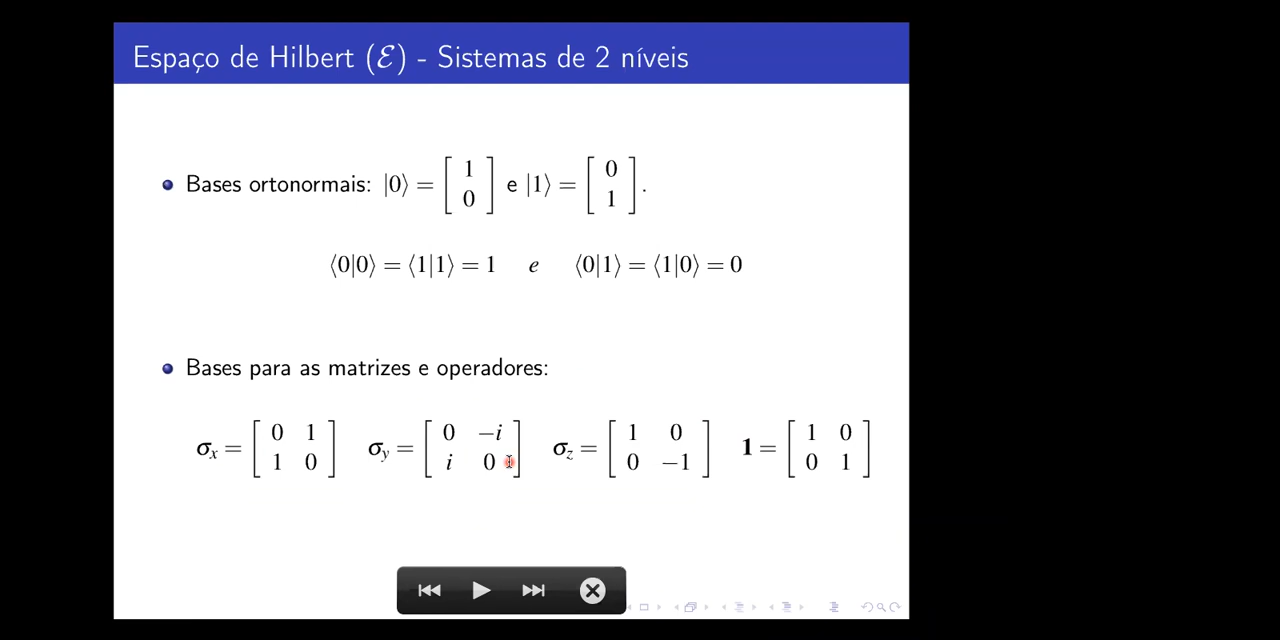 Espaço de Hilbert (ℰ) - Sistemas de 2 níveis
Bases ortonormais: |0⟩ = [ 1 0 ] e |1⟩ = [ 0 1 ].
⟨0|0⟩ = ⟨1|1⟩ = 1 e ⟨0|1⟩ = ⟨1|0⟩ = 0
Bases para as matrizes e operadores:
σx = [ 0 1 1 0 ] σy = [ 0 −i i 0 ] σz = [ 1 0 0 −1 ] 1 = [ 1 0 0 1 ]